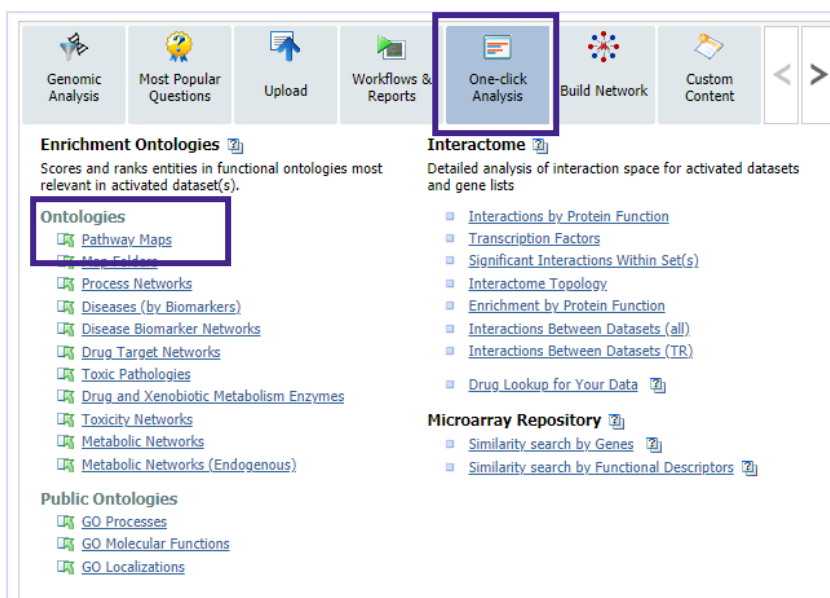 Genomic
Analysis
Most Popular
Questions
Upload
Workflows &
Reports
One-click
Analysis
Build Network
Custom
Content
Enrichment Ontologies
Scores and ranks entities in functional ontologies most
relevant in activated dataset(s).
Ontologies
Pathway Maps
Map Folders
Process Networks
Diseases (by Biomarkers)
Disease Biomarker Networks
Drug Target Networks
Toxic Pathologies
Drug and Xenobiotic Metabolism Enzymes
Toxicity Networks
Metabolic Networks
Metabolic Networks (Endogenous)
Public Ontologies
GO Processes
GO Molecular Functions
GO Localizations
Interactome
Detailed analysis of interaction space for activated datasets
and gene lists
Interactions by Protein Function
Transcription Factors
Significant Interactions Within Set(s)
Interactome Topology
Enrichment by Protein Function
Interactions Between Datasets (all)
Interactions Between Datasets (TR)
Drug Lookup for Your Data
Microarray Repository
Similarity search by Genes
Similarity search by Functional Descriptors